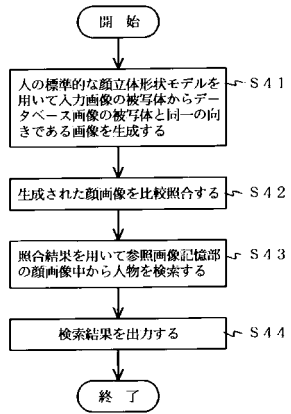 開 始
人の標準的な顔立体形状モデルを
用いて入力画像の被写体からデー
タベース画像の被写体と同一の向
きである画像を生成する
S41
生成された顔画像を比較照合する
S42
照合結果を用いて参照画像記憶部
の顔画像中から人物を検索する
S43
検索結果を出力する
S44
終 了